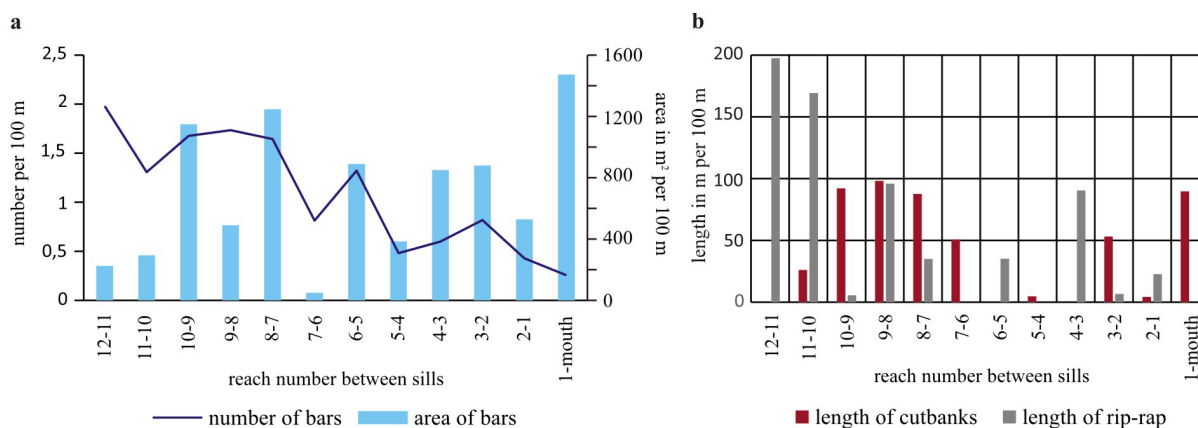 a
number per 100 m
2,5
2
1,5
1
0,5
0
1600
1200
800
400
0
area in m² per 100 m
12-11
11-10
10-9
9-8
8-7
7-6
6-5
5-4
4-3
3-2
2-1
1-mouth
reach number between sills
number of bars
area of bars
b
length in m per 100 m
200
150
100
50
0
12-11
11-10
10-9
9-8
8-7
7-6
6-5
5-4
4-3
3-2
2-1
1-mouth
reach number between sills
length of cutbanks
length of rip-rap